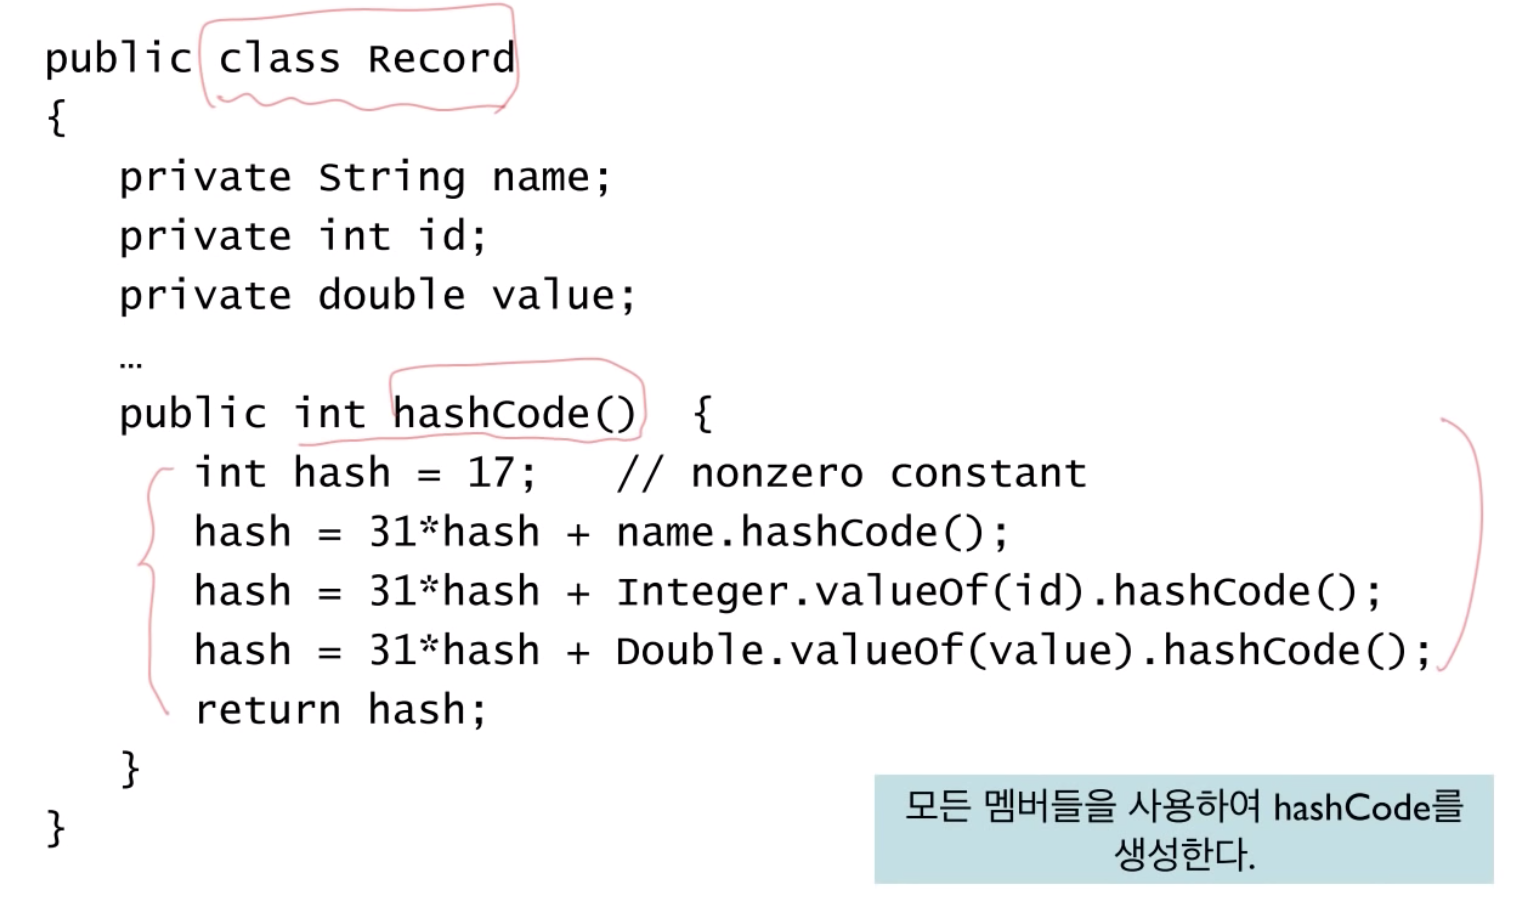 public class Record
{
private String name;
private int id;
private double value;
…
public int hashCode() {
int hash = 17; // nonzero constant
hash = 31*hash + name.hashCode();
hash = 31*hash + Integer.valueOf(id).hashCode();
hash = 31*hash + Double.valueOf(value).hashCode();
return hash;
}
}
모든 멤버들을 사용하여 hashCode를
생성한다.